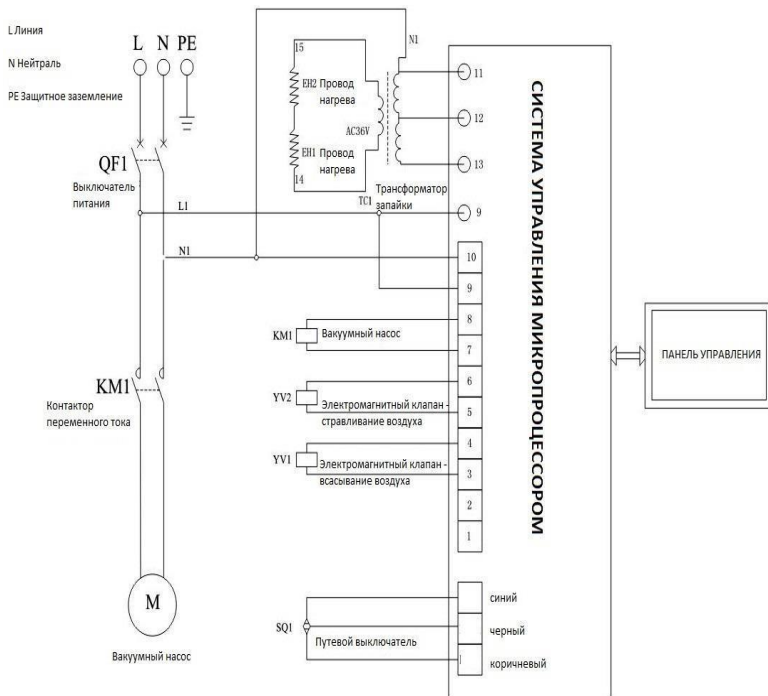 L Линия
N Нейтраль
PE Защитное заземление
L N PE
QF1
Выключатель
питания
L1
N1
KM1
Контактор
переменного тока
M
Вакуумный насос
15
EH2 Провод
нагрева
EH1 Провод
нагрева
14
AC36V
N1
TC1
Трансформатор
запайки
11
12
13
9
10
9
8
7
6
5
4
3
2
1
KM1
Вакуумный насос
YV2
Электромагнитный клапан -
стравливание воздуха
YV1
Электромагнитный клапан -
всасывание воздуха
SQ1
Путевой выключатель
синий
черный
коричневый
СИСТЕМА УПРАВЛЕНИЯ МИКРОПРОЦЕССОРОМ
ПАНЕЛЬ УПРАВЛЕНИЯ